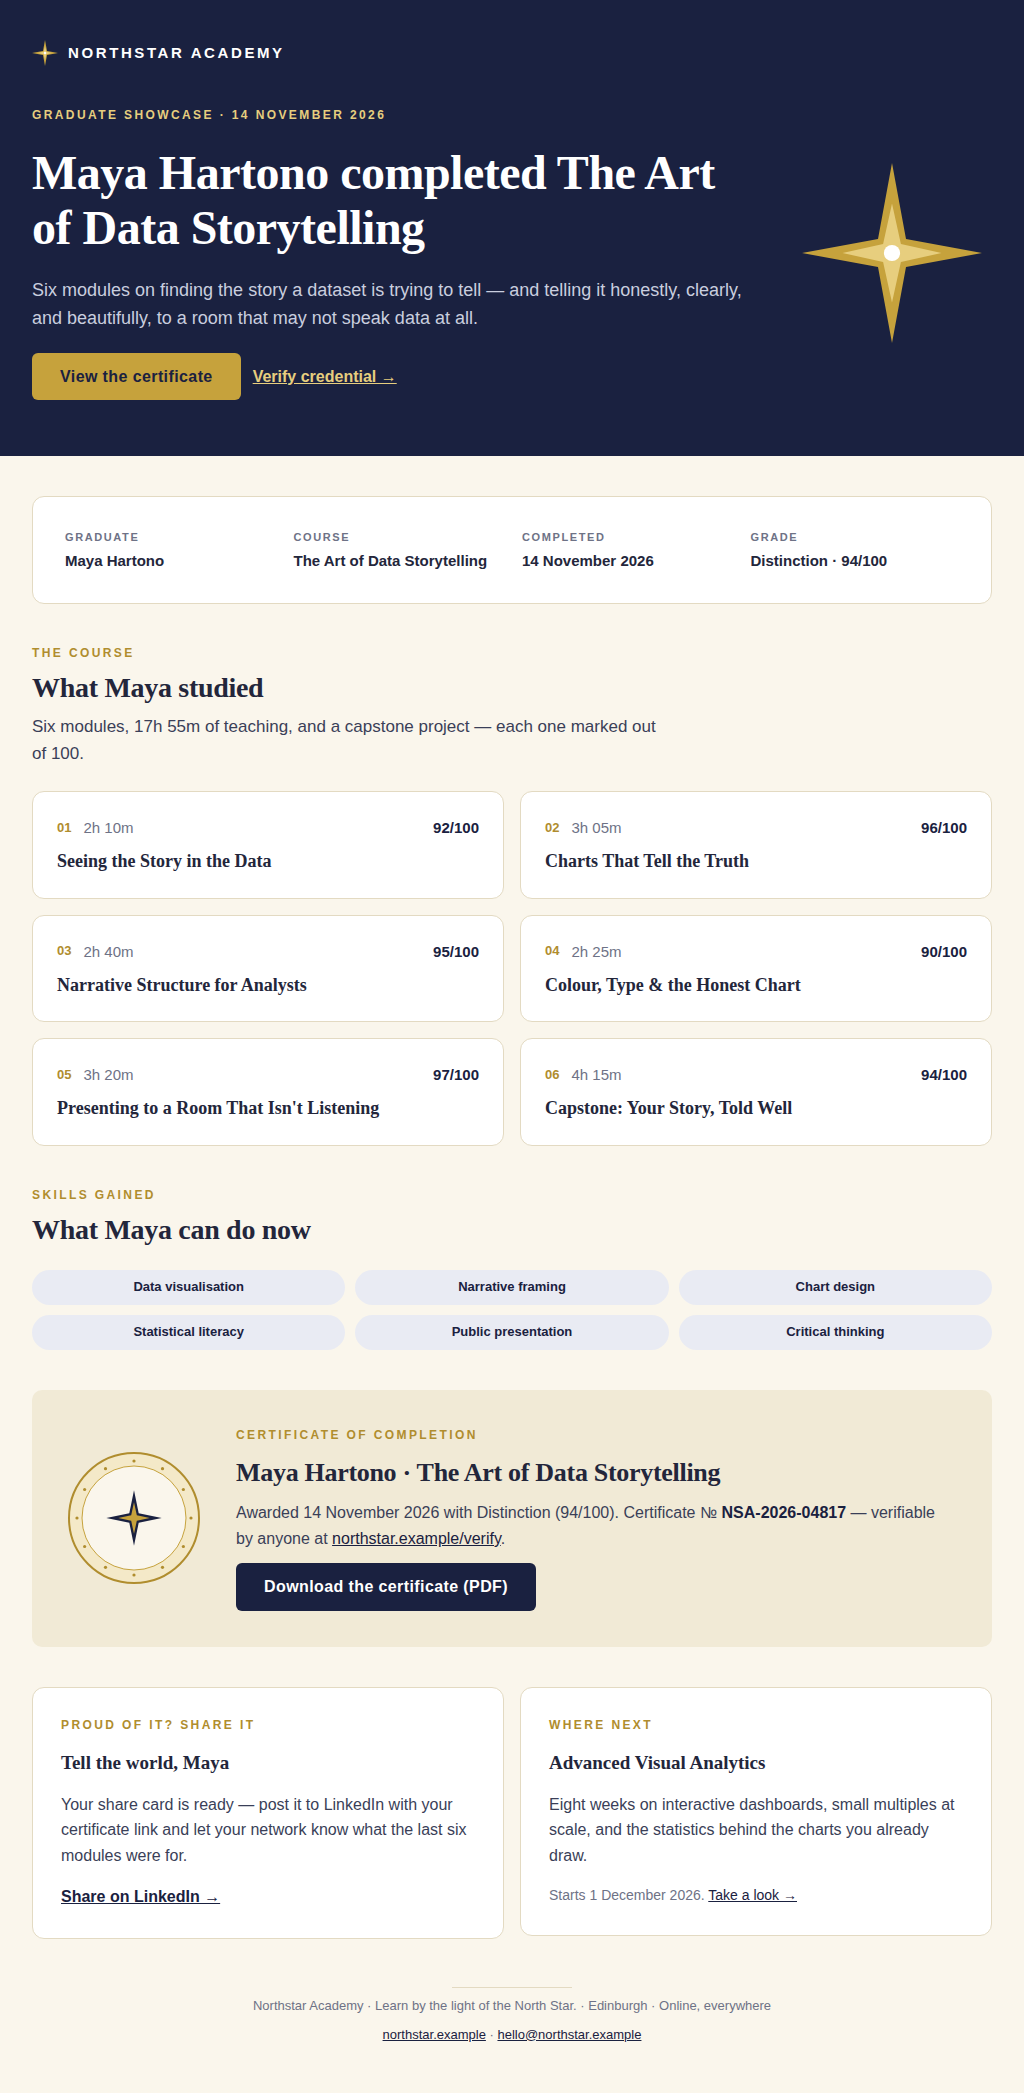 NORTHSTAR ACADEMY
GRADUATE SHOWCASE · 14 NOVEMBER 2026
Maya Hartono completed The Art
of Data Storytelling
Six modules on finding the story a dataset is trying to tell — and telling it honestly, clearly,
and beautifully, to a room that may not speak data at all.
View the certificate
Verify credential →
GRADUATE
Maya Hartono
COURSE
The Art of Data Storytelling
COMPLETED
14 November 2026
GRADE
Distinction · 94/100
THE COURSE
What Maya studied
Six modules, 17h 55m of teaching, and a capstone project — each one marked out
of 100.
01 2h 10m 92/100
Seeing the Story in the Data
02 3h 05m 96/100
Charts That Tell the Truth
03 2h 40m 95/100
Narrative Structure for Analysts
04 2h 25m 90/100
Colour, Type & the Honest Chart
05 3h 20m 97/100
Presenting to a Room That Isn't Listening
06 4h 15m 94/100
Capstone: Your Story, Told Well
SKILLS GAINED
What Maya can do now
Data visualisation
Narrative framing
Chart design
Statistical literacy
Public presentation
Critical thinking
CERTIFICATE OF COMPLETION
Maya Hartono · The Art of Data Storytelling
Awarded 14 November 2026 with Distinction (94/100). Certificate № NSA-2026-04817 — verifiable
by anyone at northstar.example/verify.
Download the certificate (PDF)
PROUD OF IT? SHARE IT
Tell the world, Maya
Your share card is ready — post it to LinkedIn with your
certificate link and let your network know what the last six
modules were for.
Share on LinkedIn →
WHERE NEXT
Advanced Visual Analytics
Eight weeks on interactive dashboards, small multiples at
scale, and the statistics behind the charts you already
draw.
Starts 1 December 2026. Take a look →
Northstar Academy · Learn by the light of the North Star. · Edinburgh · Online, everywhere
northstar.example · hello@northstar.example